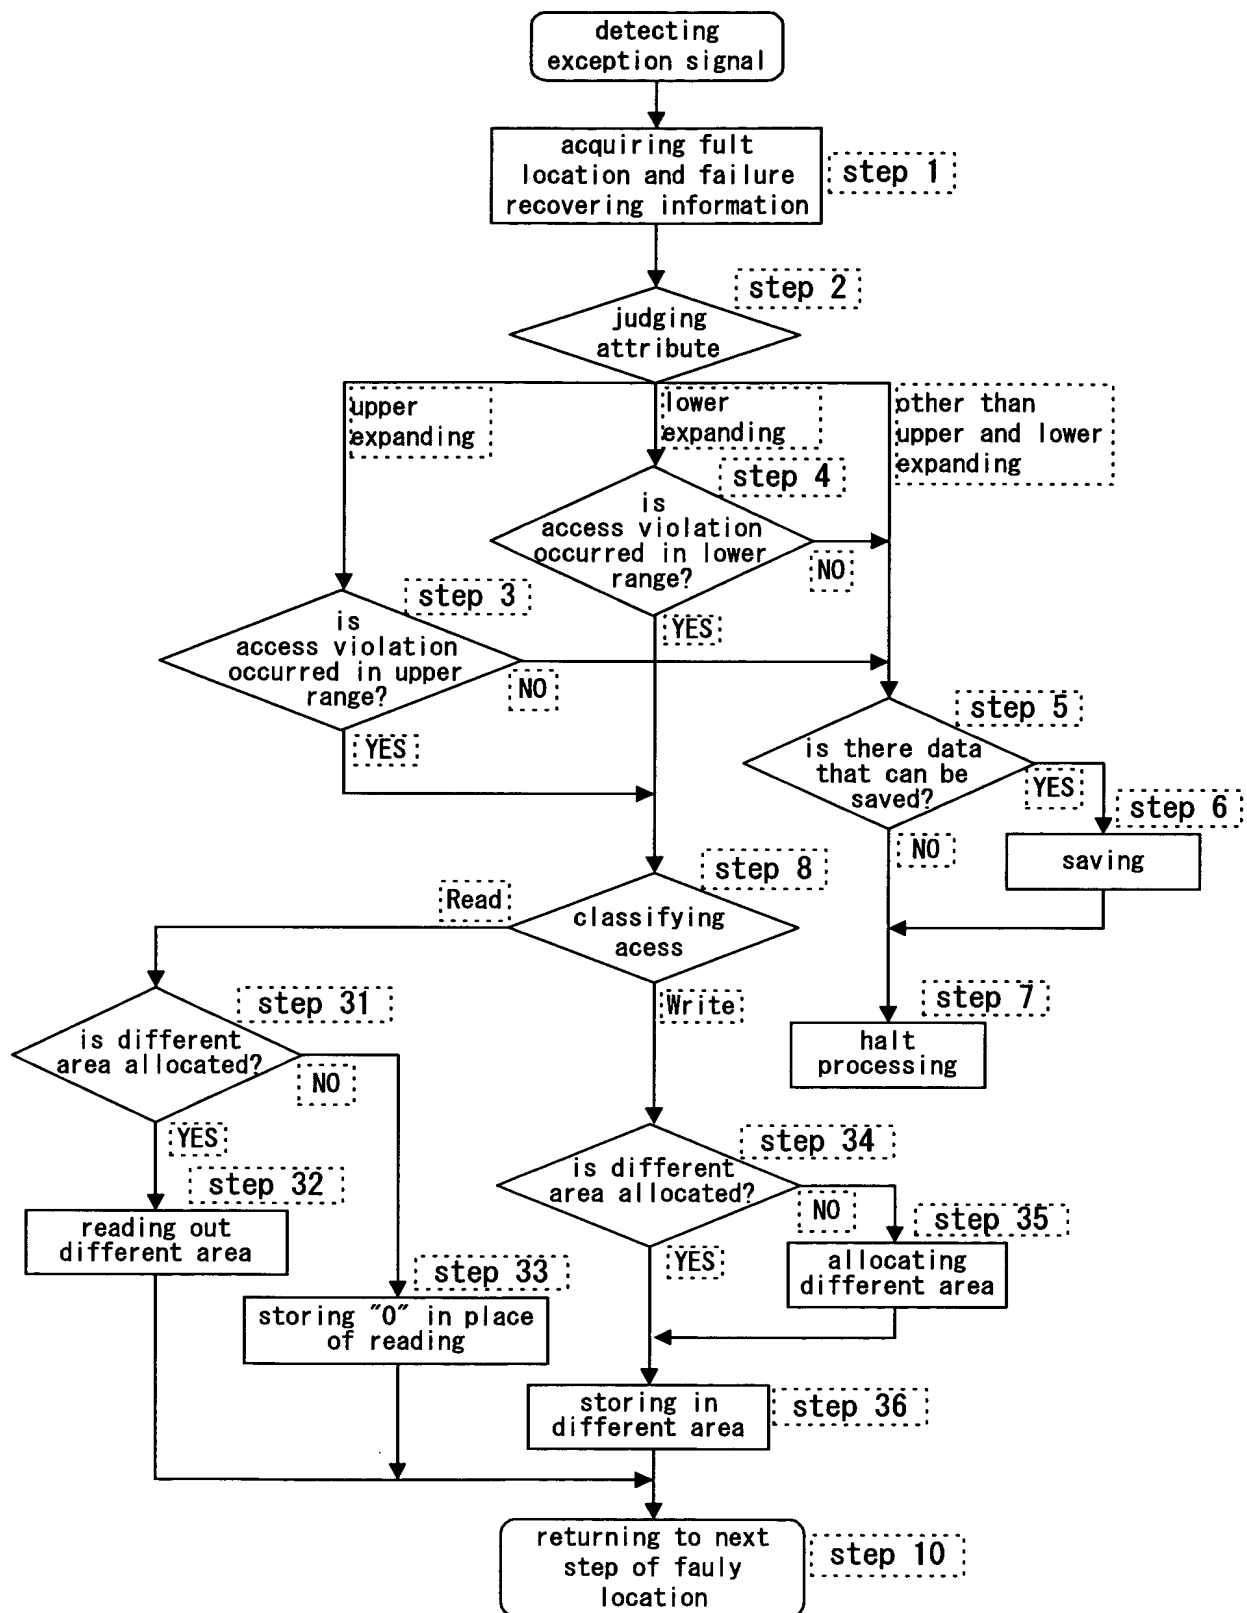 detecting
exception signal
acquiring fult
location and failure
recovering information
step 1
step 2
judging
attribute
upper
expanding
lower
expanding
other than
upper and lower
expanding
step 4
is
access violation
occurred in lower
range?
NO
YES
step 3
is
access violation
occurred in upper
range?
NO
YES
step 5
is there data
that can be
saved?
YES
NO
step 6
saving
step 7
halt
processing
step 8
classifying
acess
Read
Write
step 31
is different
area allocated?
NO
YES
step 32
reading out
different area
step 33
storing "0" in place
of reading
step 34
is different
area allocated?
NO
YES
step 35
allocating
different area
storing in
different area
step 36
returning to next
step of fauly
location
step 10